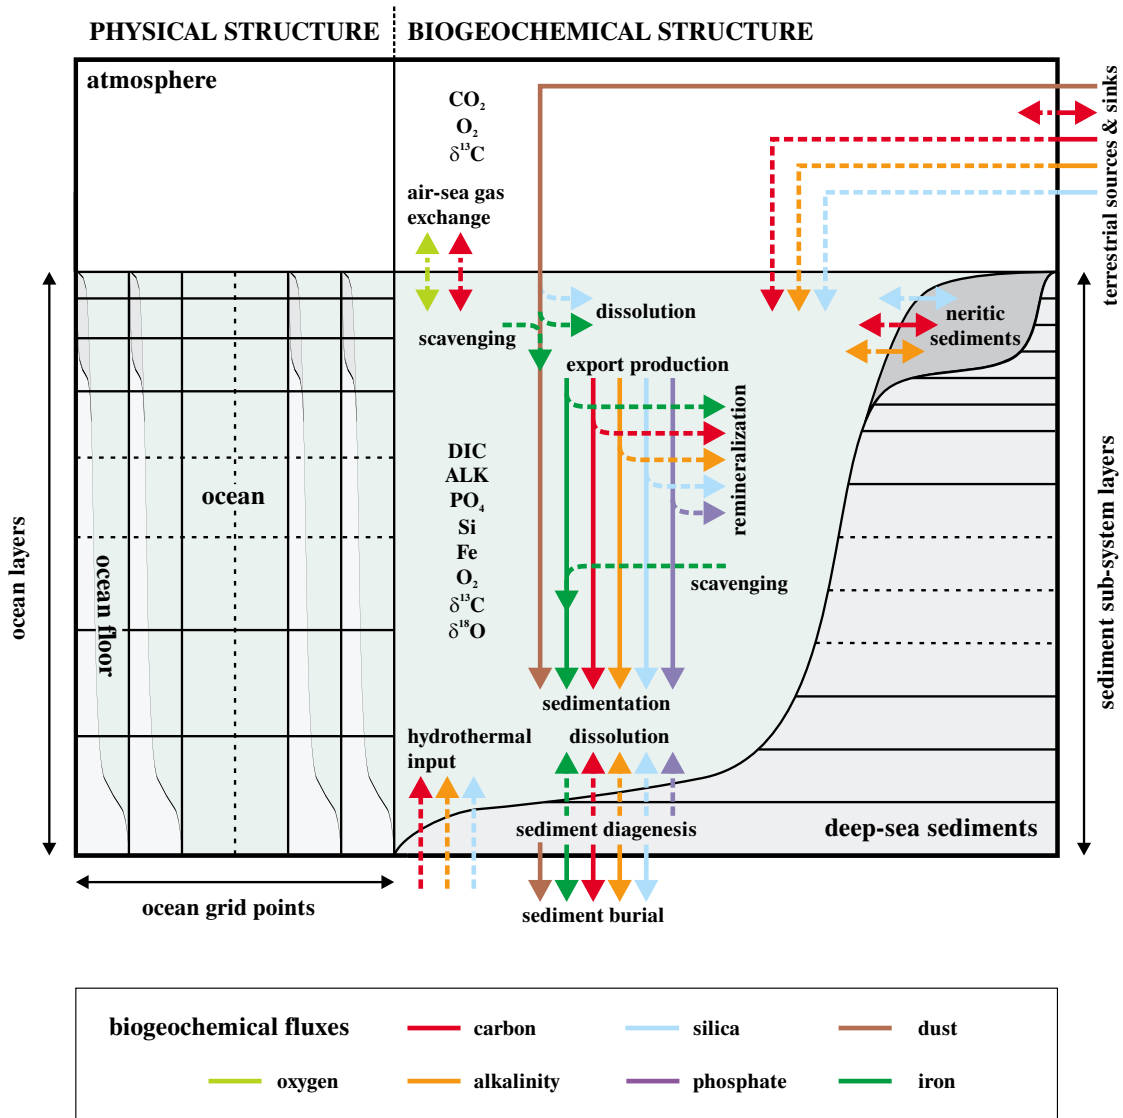 PHYSICAL STRUCTURE
BIOGEOCHEMICAL STRUCTURE
atmosphere
CO₂
O₂
δ¹³C
air-sea gas
exchange
terrestrial sources & sinks
dissolution
scavenging
neritic
sediments
export production
remineralization
DIC
ALK
PO₄
Si
Fe
O₂
δ¹³C
δ¹⁸O
ocean
ocean floor
ocean layers
scavenging
sediment sub-system layers
sedimentation
hydrothermal
input
dissolution
sediment diagenesis
deep-sea sediments
sediment burial
ocean grid points
biogeochemical fluxes
carbon
silica
dust
oxygen
alkalinity
phosphate
iron